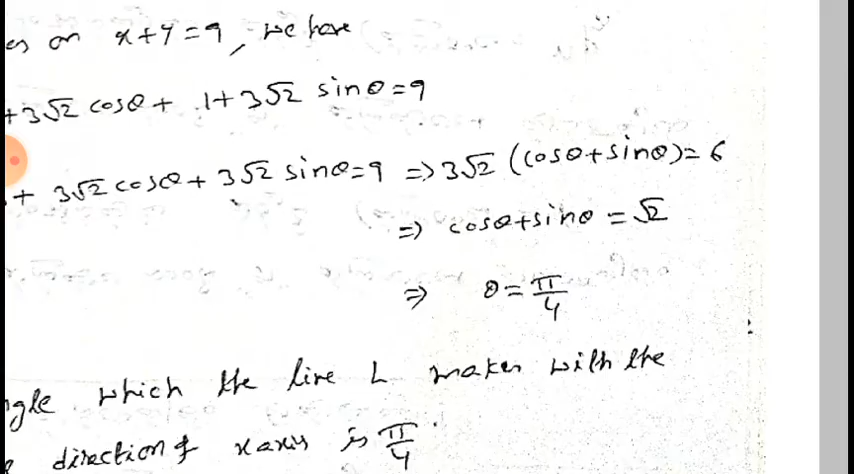 es on x+y=9, we have
+3√2 cosθ + 1+3√2 sinθ=9
+ 3√2 cosθ + 3√2 sinθ=9 => 3√2 (cosθ+sinθ)=6
=> cosθ+sinθ = √2
=> θ = π/4
ngle which the line L makes with the
direction of x axis is π/4